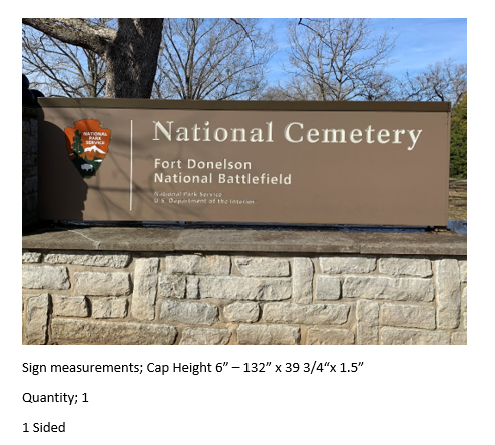 NATIONAL
PARK
SERVICE
National Cemetery
Fort Donelson
National Battlefield
National Park Service
U.S. Department of the Interior
Sign measurements; Cap Height 6” – 132” x 39 3/4“x 1.5”
Quantity; 1
1 Sided